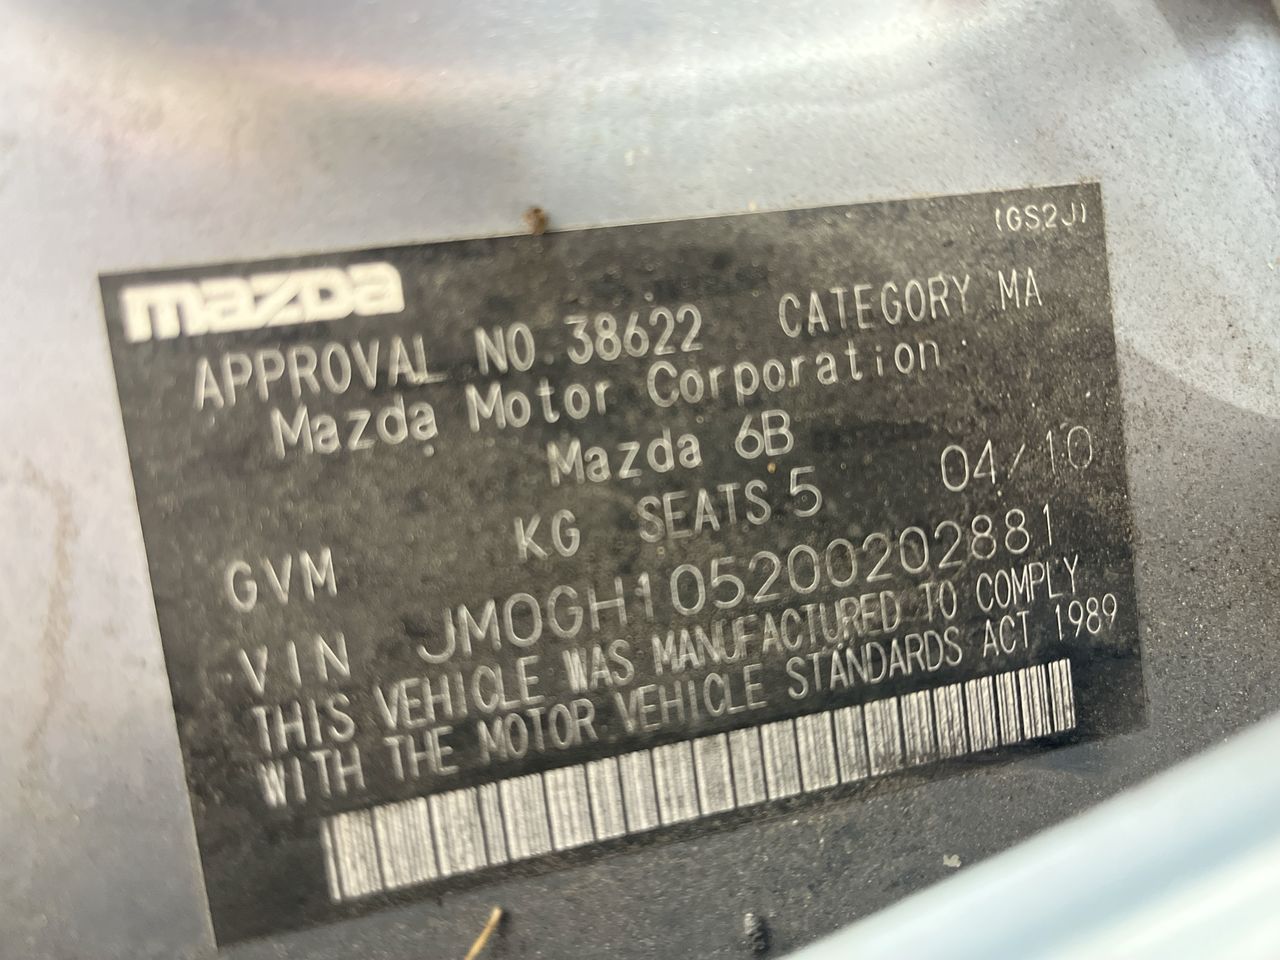 (GS2J)
mazda
APPROVAL NO. 38622 CATEGORY MA
Mazda Motor Corporation
Mazda 6B
GVM KG SEATS 5 04/10
VIN JM0GH105200202881
THIS VEHICLE WAS MANUFACTURED TO COMPLY
WITH THE MOTOR VEHICLE STANDARDS ACT 1989